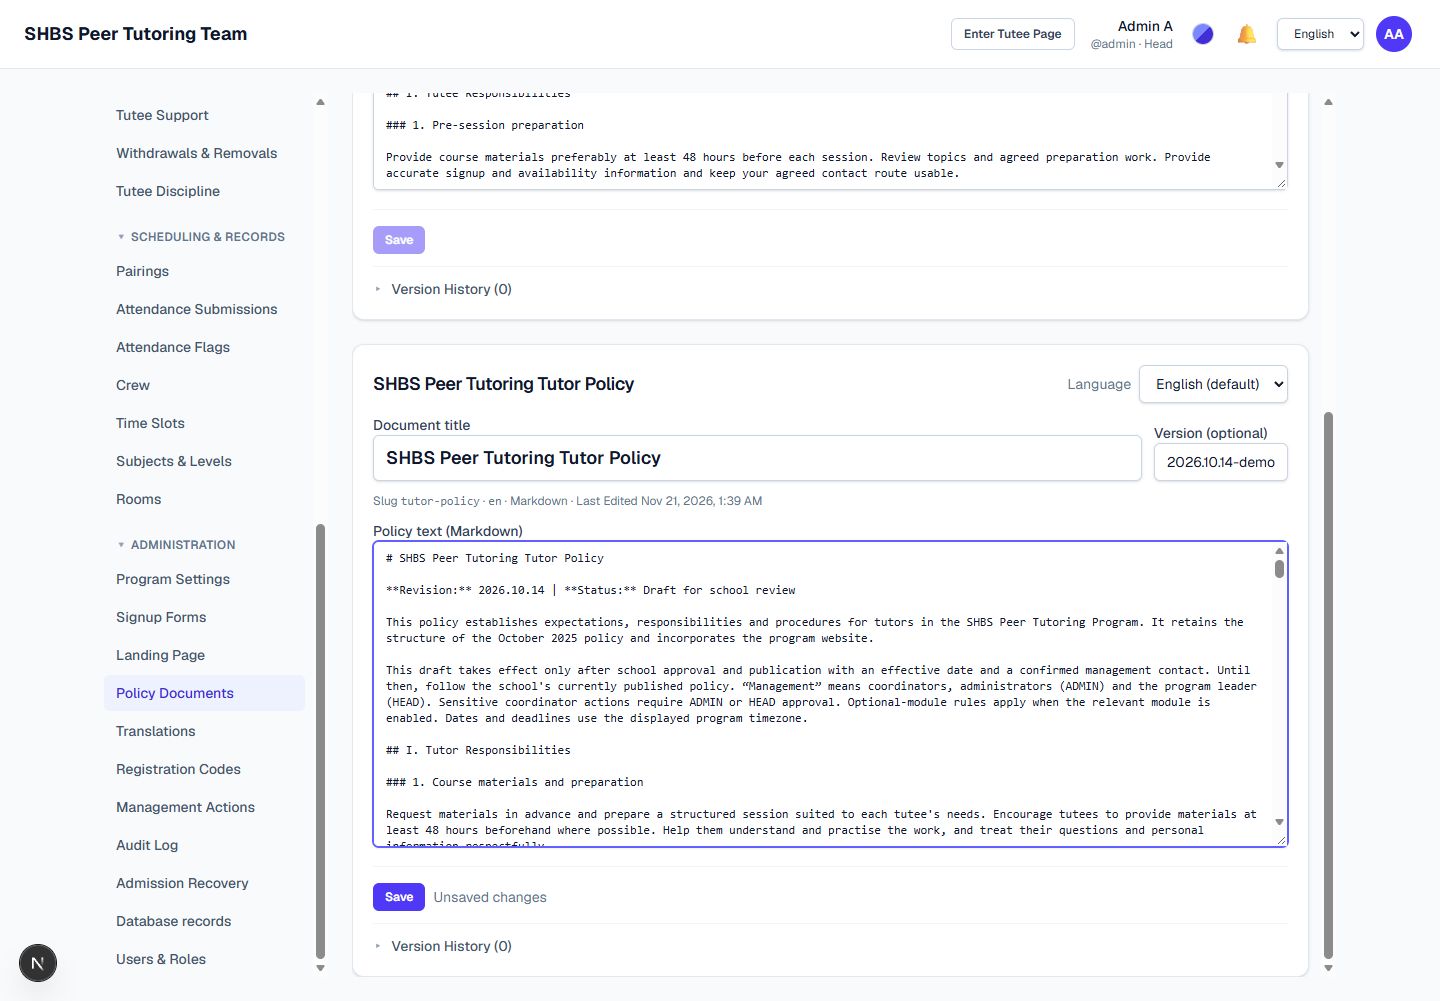 SHBS Peer Tutoring Team
Enter Tutee Page
Admin A
@admin · Head
English
AA
Tutee Support
Withdrawals & Removals
Tutee Discipline
SCHEDULING & RECORDS
Pairings
Attendance Submissions
Attendance Flags
Crew
Time Slots
Subjects & Levels
Rooms
ADMINISTRATION
Program Settings
Signup Forms
Landing Page
Policy Documents
Translations
Registration Codes
Management Actions
Audit Log
Admission Recovery
Database records
Users & Roles
N
## I. Tutee Responsibilities
### 1. Pre-session preparation
Provide course materials preferably at least 48 hours before each session. Review topics and agreed preparation work. Provide
accurate signup and availability information and keep your agreed contact route usable.
Save
Version History (0)
SHBS Peer Tutoring Tutor Policy
Language
English (default)
Document title
Version (optional)
SHBS Peer Tutoring Tutor Policy
2026.10.14-demo
Slug tutor-policy · en · Markdown · Last Edited Nov 21, 2026, 1:39 AM
Policy text (Markdown)
# SHBS Peer Tutoring Tutor Policy
**Revision:** 2026.10.14 | **Status:** Draft for school review
This policy establishes expectations, responsibilities and procedures for tutors in the SHBS Peer Tutoring Program. It retains the
structure of the October 2025 policy and incorporates the program website.
This draft takes effect only after school approval and publication with an effective date and a confirmed management contact. Until
then, follow the school's currently published policy. “Management” means coordinators, administrators (ADMIN) and the program leader
(HEAD). Sensitive coordinator actions require ADMIN or HEAD approval. Optional-module rules apply when the relevant module is
enabled. Dates and deadlines use the displayed program timezone.
## I. Tutor Responsibilities
### 1. Course materials and preparation
Request materials in advance and prepare a structured session suited to each tutee's needs. Encourage tutees to provide materials at
least 48 hours beforehand where possible. Help them understand and practise the work, and treat their questions and personal
information respectfully.
Save
Unsaved changes
Version History (0)